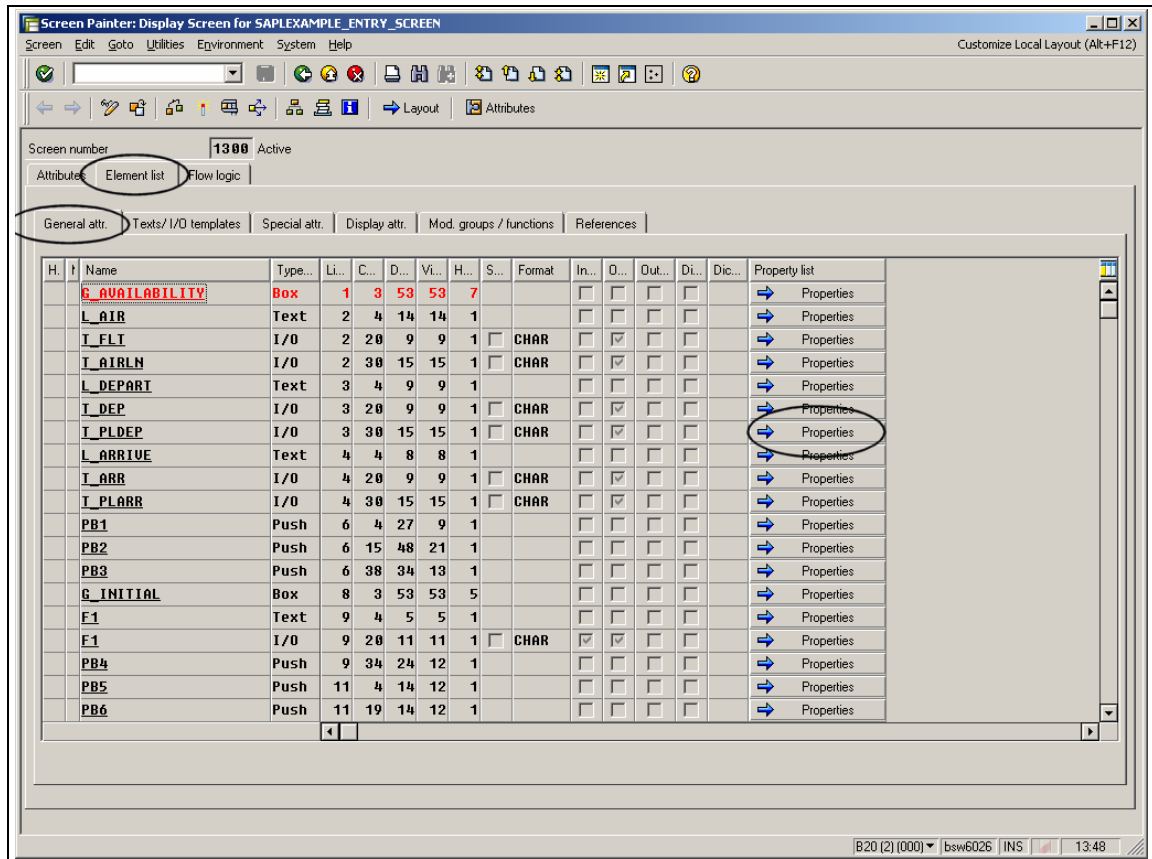 Screen Painter: Display Screen for SAPLEXAMPLE_ENTRY_SCREEN
Screen Edit Goto Utilities Environment System Help Customize Local Layout (Alt+F12)
Layout Attributes
Screen number 1300 Active
Attributes Element list Flow logic
General attr. Texts/ I/O templates Special attr. Display attr. Mod. groups / functions References
H. Name Type... Li... C... D... Vi... H... S... Format In... O... Out... Di... Dic... Property list
G_AVAILABILITY Box 1 3 53 53 7 Properties
L_AIR Text 2 4 14 14 1 Properties
T_FLT I/O 2 20 9 9 1 CHAR Properties
T_AIRLN I/O 2 30 15 15 1 CHAR Properties
L_DEPART Text 3 4 9 9 1 Properties
T_DEP I/O 3 20 9 9 1 CHAR Properties
T_PLDEP I/O 3 30 15 15 1 CHAR Properties
L_ARRIVE Text 4 4 8 8 1 Properties
T_ARR I/O 4 20 9 9 1 CHAR Properties
T_PLARR I/O 4 30 15 15 1 CHAR Properties
PB1 Push 6 4 27 9 1 Properties
PB2 Push 6 15 48 21 1 Properties
PB3 Push 6 38 34 13 1 Properties
G_INITIAL Box 8 3 53 53 5 Properties
F1 Text 9 4 5 5 1 Properties
F1 I/O 9 20 11 11 1 CHAR Properties
PB4 Push 9 34 24 12 1 Properties
PB5 Push 11 4 14 12 1 Properties
PB6 Push 11 19 14 12 1 Properties
B20 (2) (000) bsw6026 INS 13:48